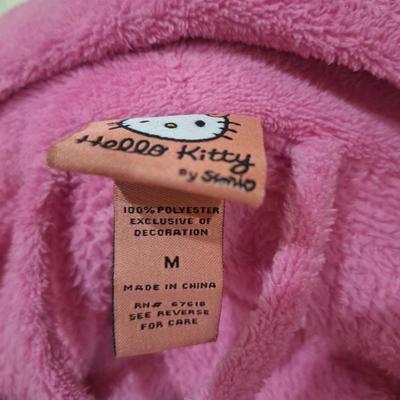 Hello Kitty
By Sanrio
100% POLYESTER
EXCLUSIVE OF
DECORATION
M
MADE IN CHINA
RN# 67618
SEE REVERSE
FOR CARE